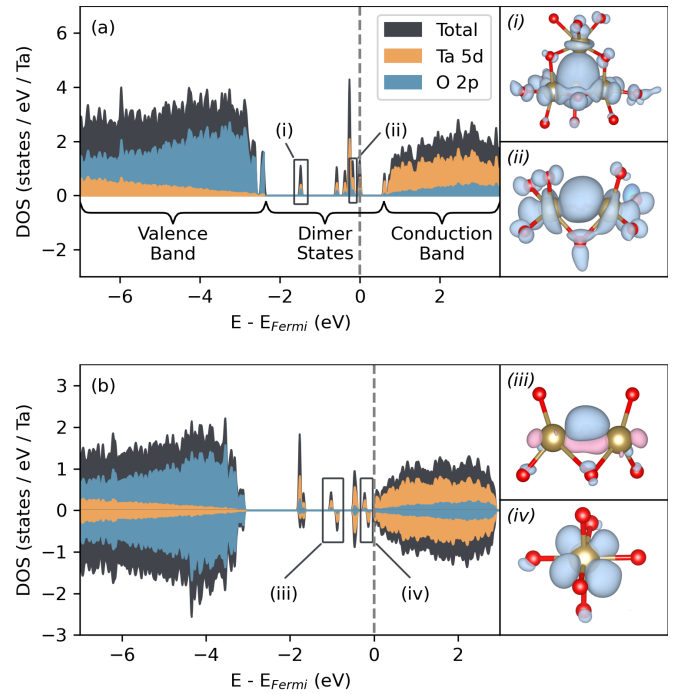 (a)
Total
Ta 5d
O 2p
(i)
(ii)
6
4
2
0
−2
DOS (states / eV / Ta)
Valence
Band
Dimer
States
Conduction
Band
−6
−4
−2
0
2
E - E_Fermi (eV)
(i)
(ii)
(b)
3
2
1
0
−1
−2
−3
DOS (states / eV / Ta)
(iii)
(iv)
−6
−4
−2
0
2
E - E_Fermi (eV)
(iii)
(iv)